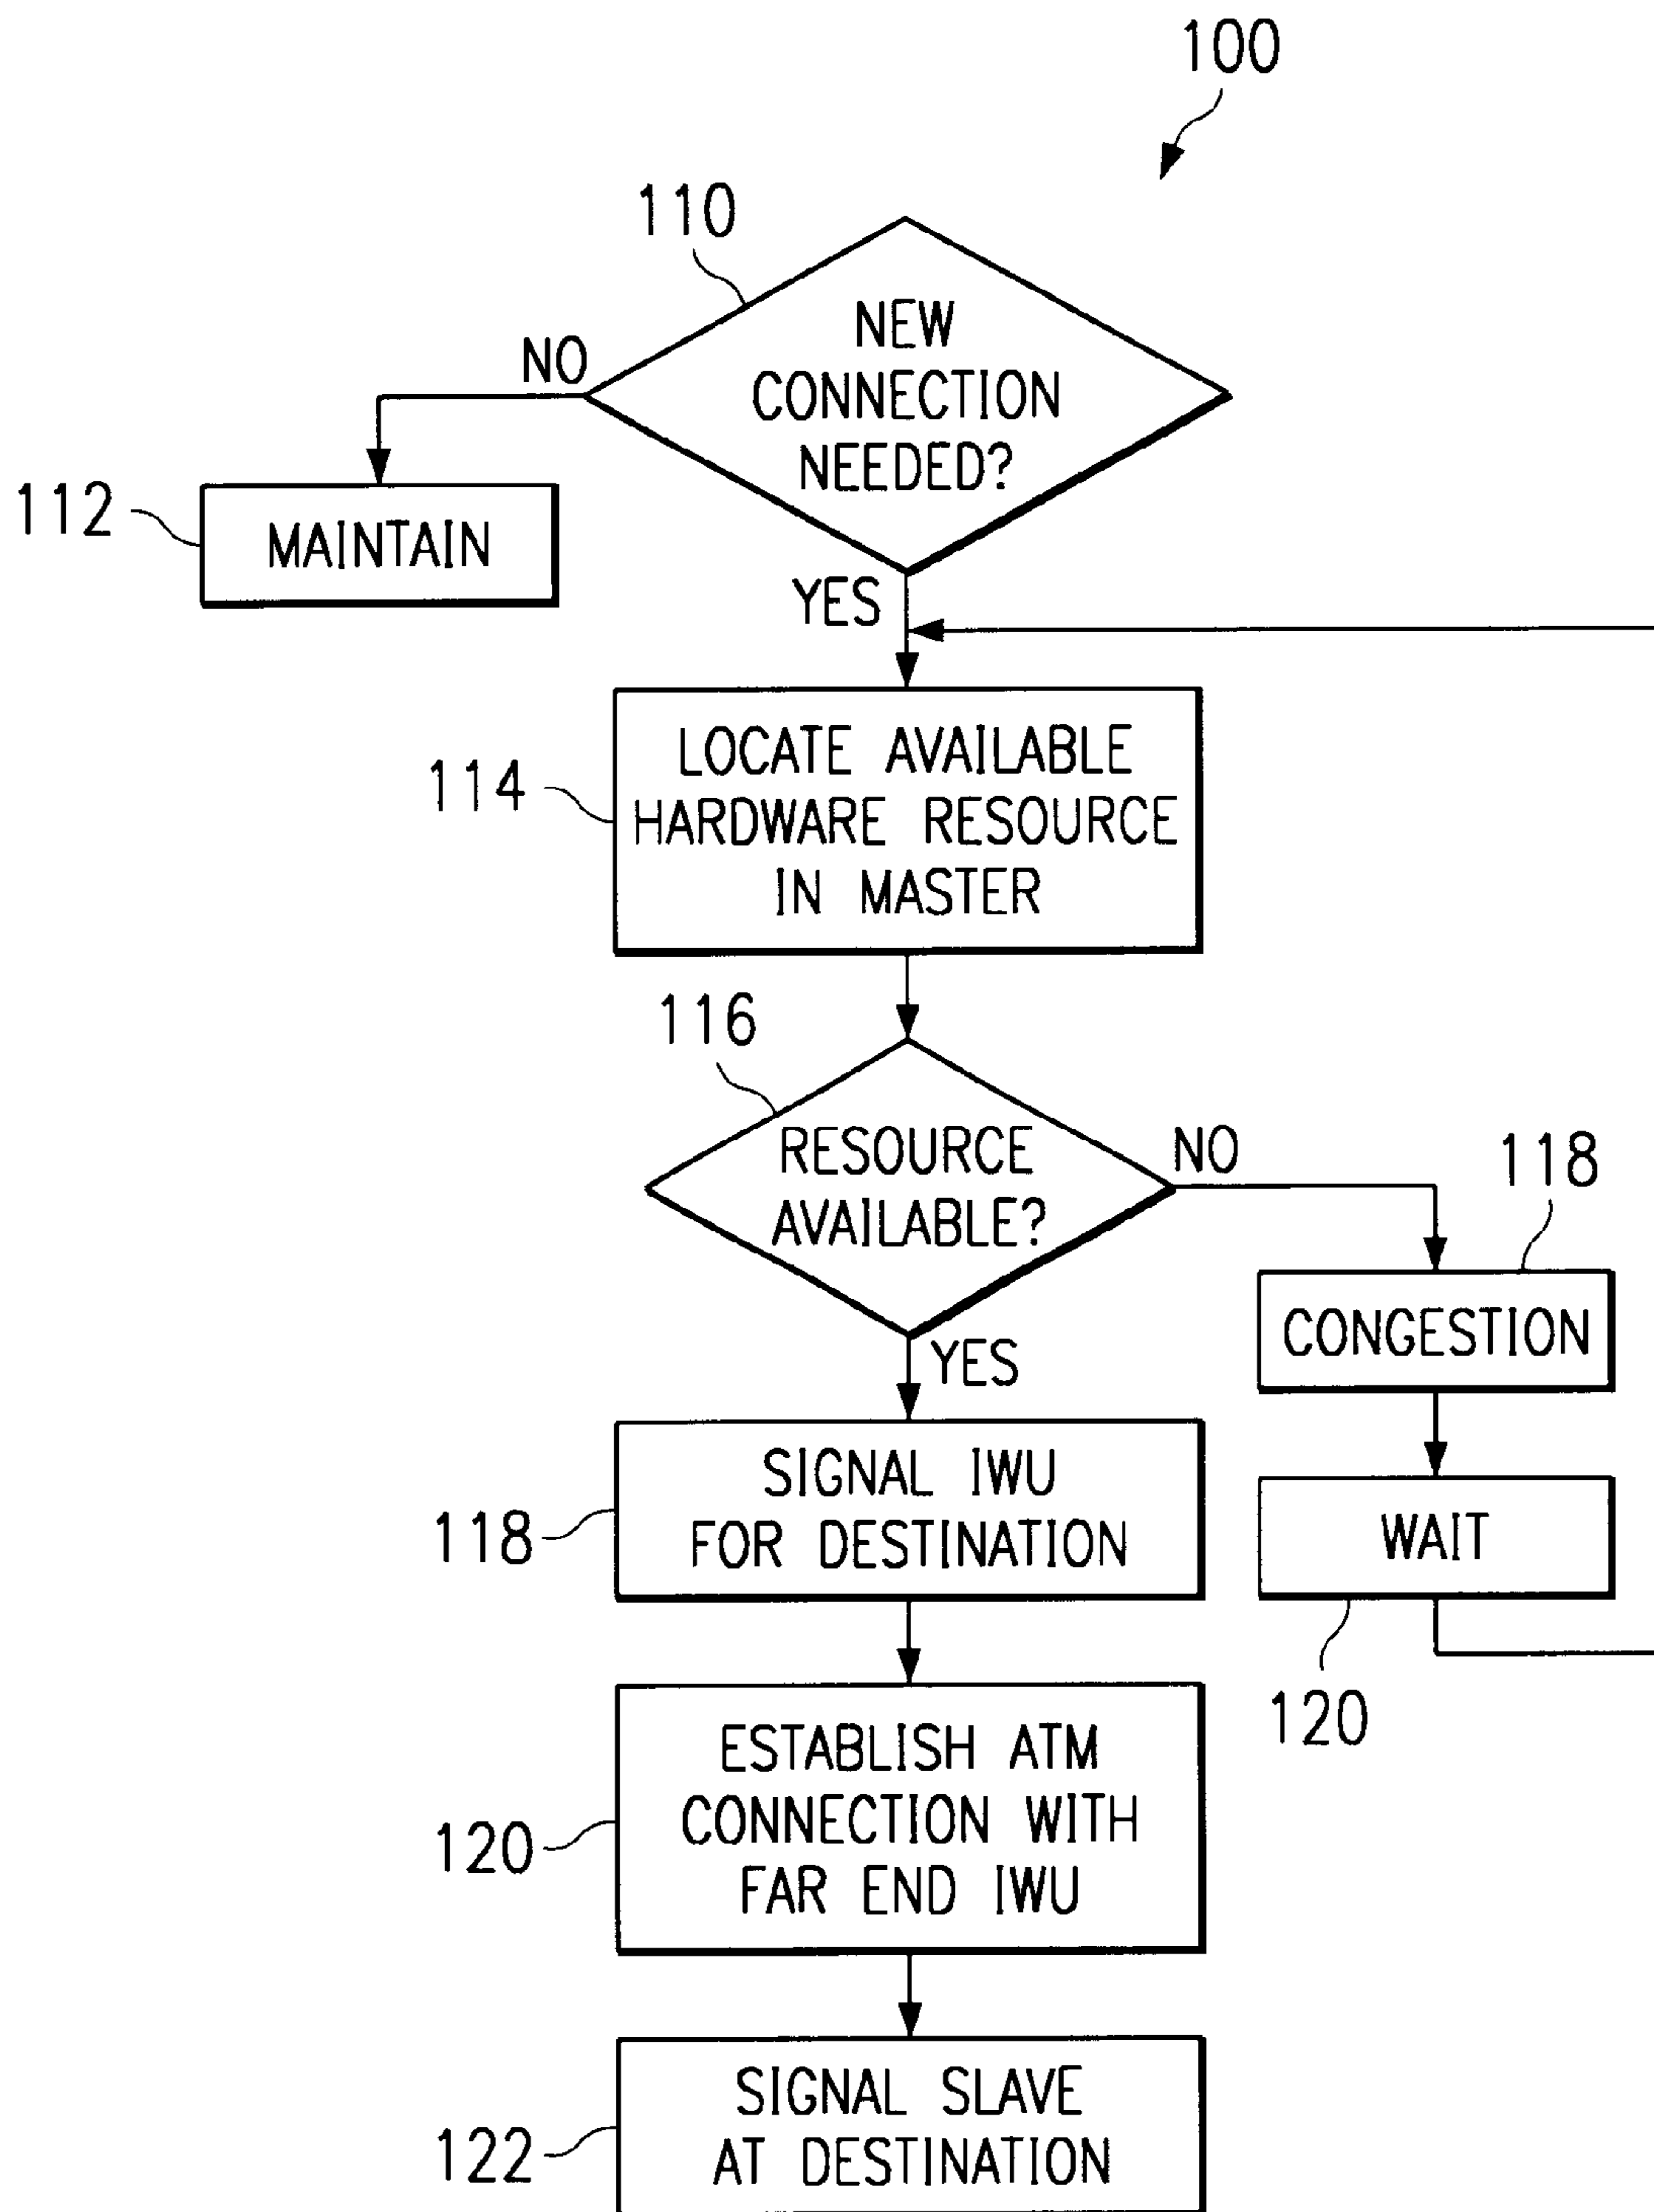 100
110
NEW
CONNECTION
NEEDED?
NO
112
MAINTAIN
YES
114
LOCATE AVAILABLE
HARDWARE RESOURCE
IN MASTER
116
RESOURCE
AVAILABLE?
NO
118
CONGESTION
YES
118
SIGNAL IWU
FOR DESTINATION
WAIT
120
120
ESTABLISH ATM
CONNECTION WITH
FAR END IWU
122
SIGNAL SLAVE
AT DESTINATION